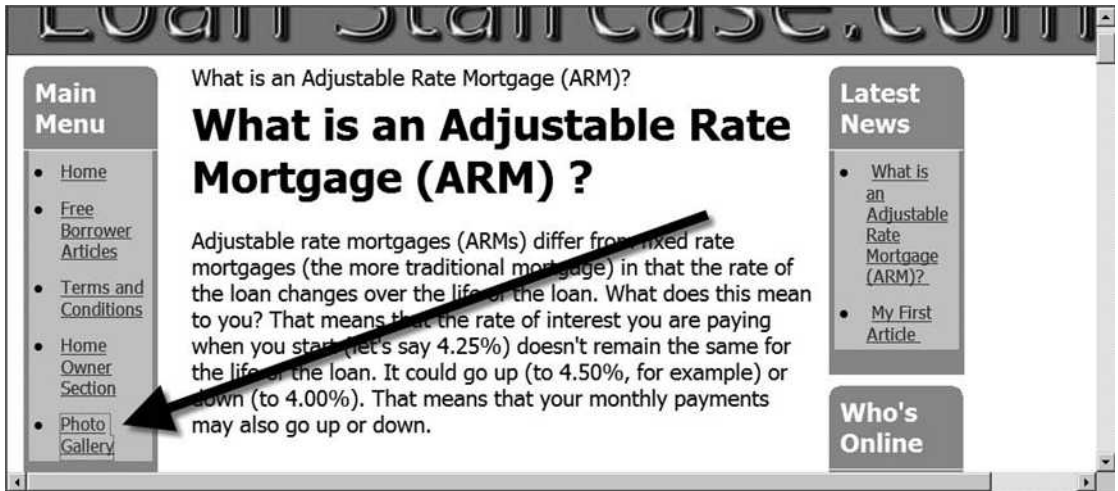 Loan Staircase.com
Main
Menu
Home
Free
Borrower
Articles
Terms and
Conditions
Home
Owner
Section
Photo
Gallery
What is an Adjustable Rate Mortgage (ARM)?
What is an Adjustable Rate
Mortgage (ARM) ?
Adjustable rate mortgages (ARMs) differ from fixed rate
mortgages (the more traditional mortgage) in that the rate of
the loan changes over the life of the loan. What does this mean
to you? That means that the rate of interest you are paying
when you start (let's say 4.25%) doesn't remain the same for
the life of the loan. It could go up (to 4.50%, for example) or
down (to 4.00%). That means that your monthly payments
may also go up or down.
Latest
News
What is
an
Adjustable
Rate
Mortgage
(ARM)?
My First
Article
Who's
Online